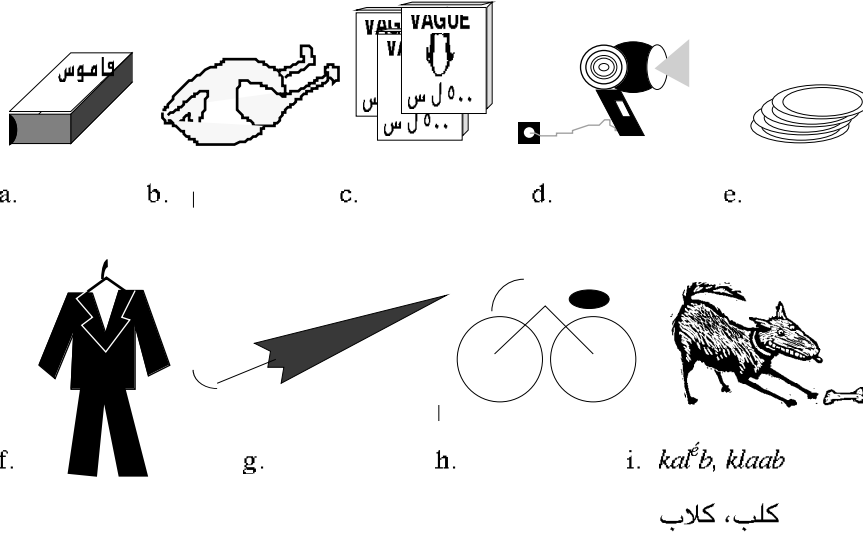 قاموس
VAGUE
VAGUE
٥٠٠ ل س
٥٠٠ ل س
a. b. c. d. e.
f. g. h. i. kaléb, klaab
كلب، كلاب